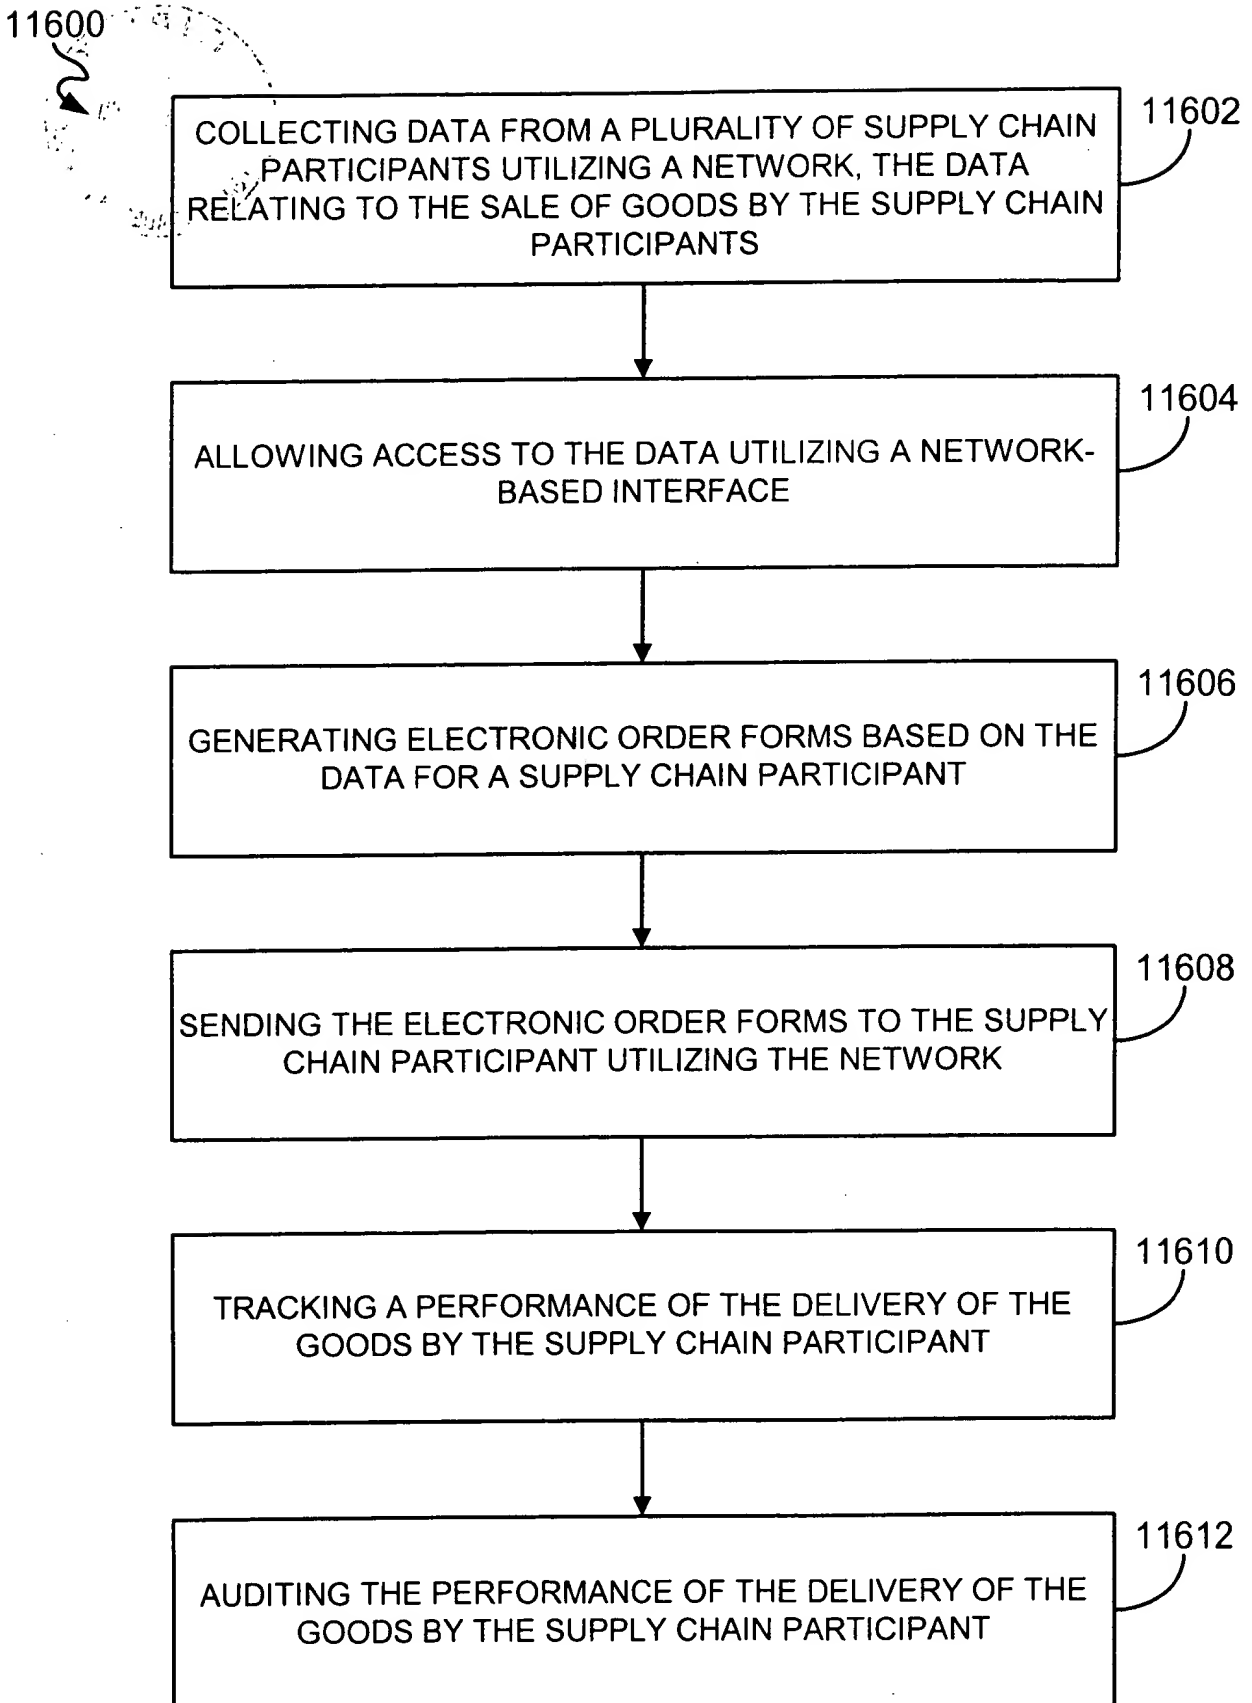 11600
11602
COLLECTING DATA FROM A PLURALITY OF SUPPLY CHAIN
PARTICIPANTS UTILIZING A NETWORK, THE DATA
RELATING TO THE SALE OF GOODS BY THE SUPPLY CHAIN
PARTICIPANTS
11604
ALLOWING ACCESS TO THE DATA UTILIZING A NETWORK-
BASED INTERFACE
11606
GENERATING ELECTRONIC ORDER FORMS BASED ON THE
DATA FOR A SUPPLY CHAIN PARTICIPANT
11608
SENDING THE ELECTRONIC ORDER FORMS TO THE SUPPLY
CHAIN PARTICIPANT UTILIZING THE NETWORK
11610
TRACKING A PERFORMANCE OF THE DELIVERY OF THE
GOODS BY THE SUPPLY CHAIN PARTICIPANT
11612
AUDITING THE PERFORMANCE OF THE DELIVERY OF THE
GOODS BY THE SUPPLY CHAIN PARTICIPANT